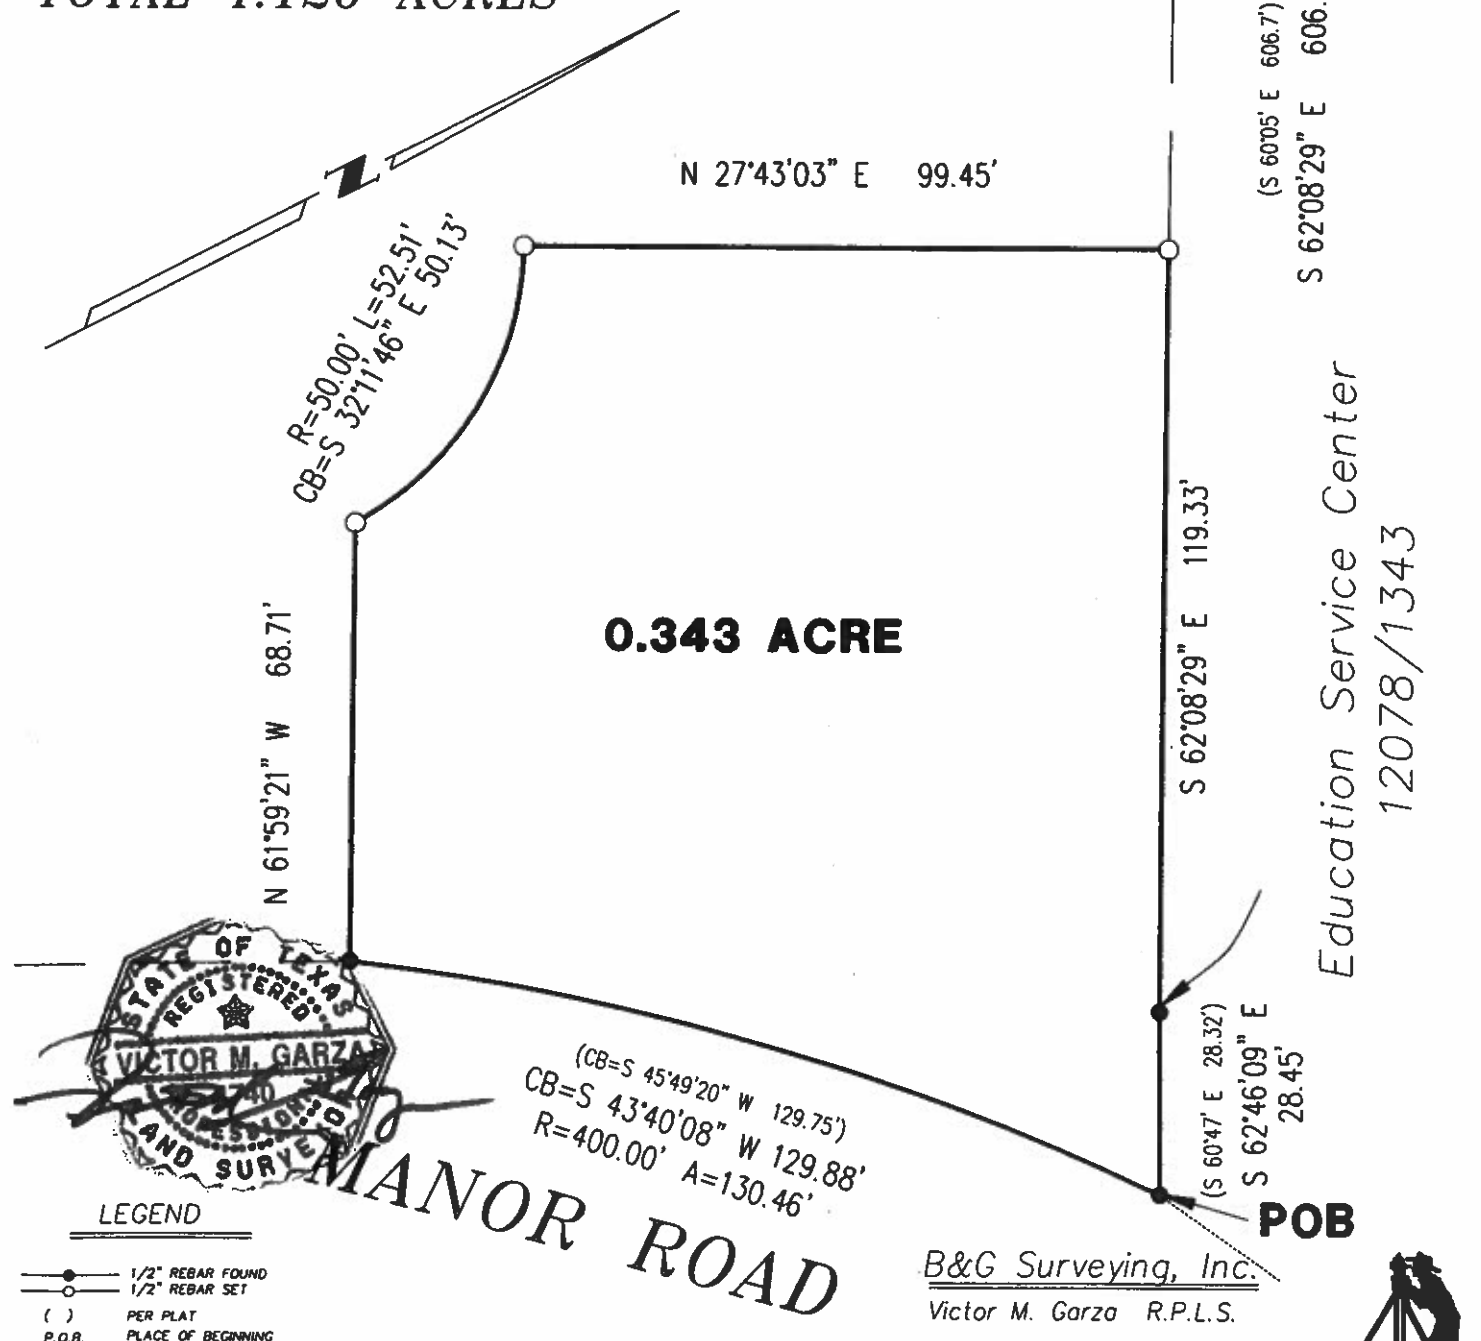 TOTAL 1.120 ACRES
(S 60°05' E 606.7')
S 62°08'29" E 606.
N
N 27°43'03" E 99.45'
R=50.00' L=52.51'
CB=S 32°11'46" E 50.13'
N 61°59'21" W 68.71'
0.343 ACRE
S 62°08'29" E 119.33'
Education Service Center
12078/1343
(S 60°47' E 28.32')
S 62°46'09" E
28.45'
(CB=S 45°49'20" W 129.75')
CB=S 43°40'08" W 129.88'
R=400.00' A=130.46'
MANOR ROAD
POB
STATE OF TEXAS
REGISTERED
VICTOR M. GARZA
PROFESSIONAL
LAND SURVEYOR
LEGEND
1/2" REBAR FOUND
1/2" REBAR SET
( ) PER PLAT
P.O.B. PLACE OF BEGINNING
B&G Surveying, Inc.
Victor M. Garza R.P.L.S.